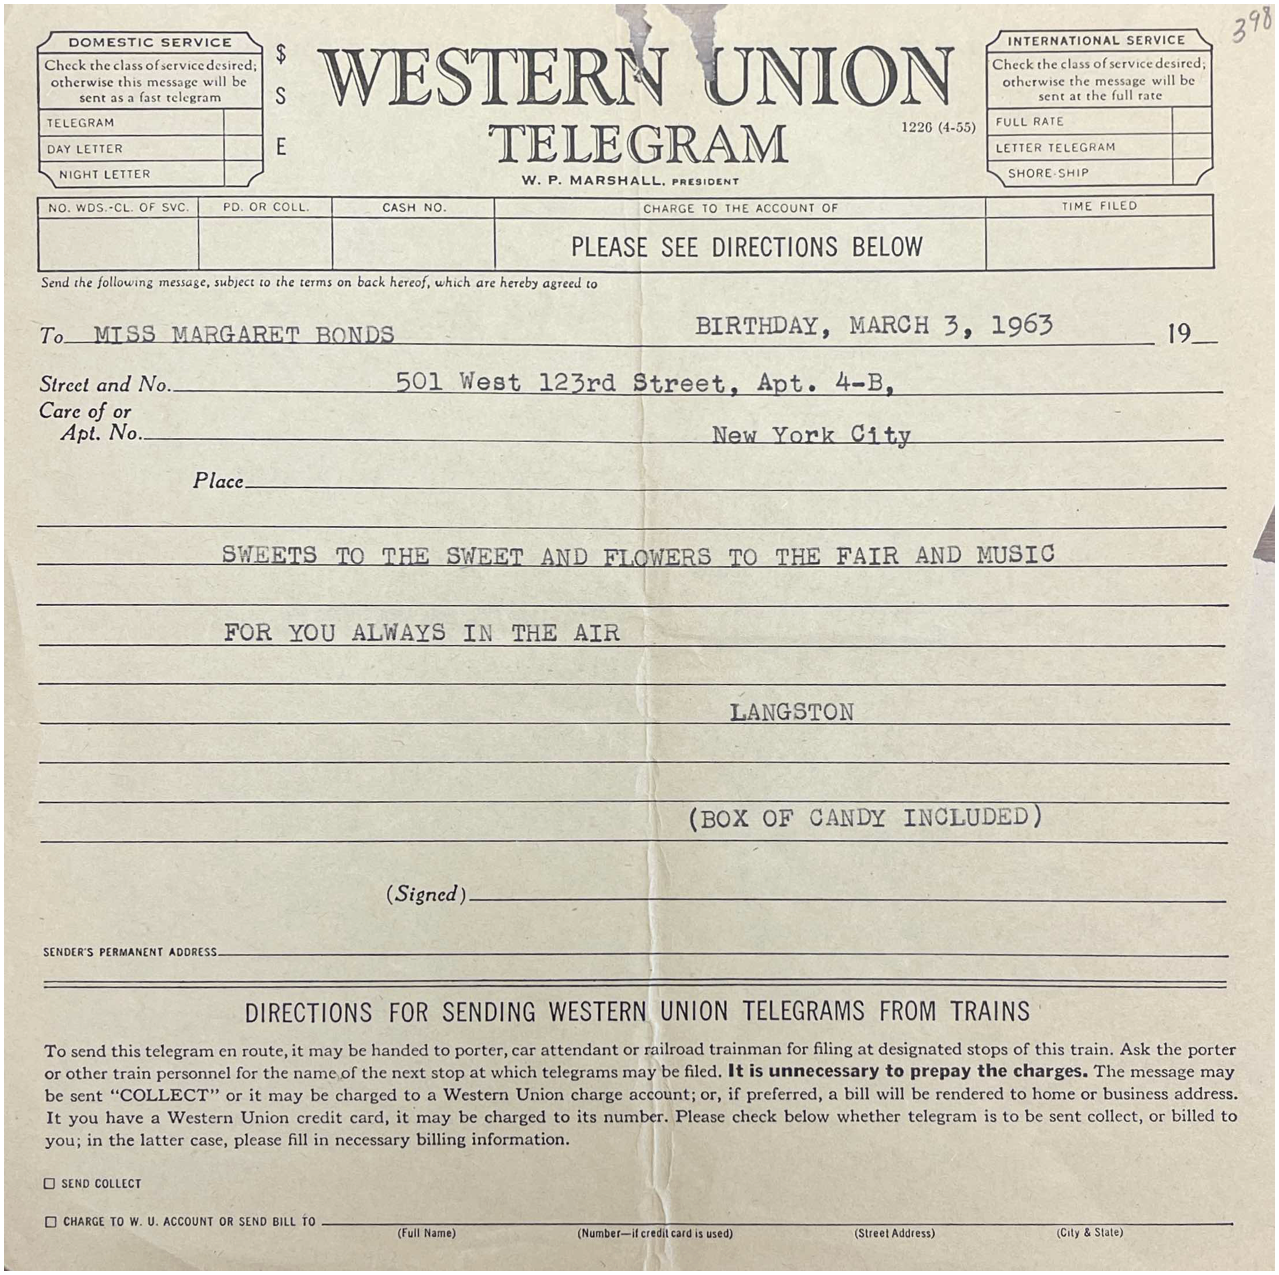 398
DOMESTIC SERVICE
Check the class of service desired;
otherwise this message will be
sent as a fast telegram
TELEGRAM
DAY LETTER
NIGHT LETTER
$
S
E
WESTERN UNION
TELEGRAM
1226 (4-55)
W. P. MARSHALL, PRESIDENT
INTERNATIONAL SERVICE
Check the class of service desired;
otherwise the message will be
sent at the full rate
FULL RATE
LETTER TELEGRAM
SHORE-SHIP
NO. WDS.-CL. OF SVC. PD. OR COLL. CASH NO. CHARGE TO THE ACCOUNT OF TIME FILED
PLEASE SEE DIRECTIONS BELOW
Send the following message, subject to the terms on back hereof, which are hereby agreed to
BIRTHDAY, MARCH 3, 1963
To MISS MARGARET BONDS 19
Street and No. 501 West 123rd Street, Apt. 4-B,
Care of or
Apt. No. New York City
Place
SWEETS TO THE SWEET AND FLOWERS TO THE FAIR AND MUSIC
FOR YOU ALWAYS IN THE AIR
LANGSTON
(BOX OF CANDY INCLUDED)
(Signed)
SENDER'S PERMANENT ADDRESS
DIRECTIONS FOR SENDING WESTERN UNION TELEGRAMS FROM TRAINS
To send this telegram en route, it may be handed to porter, car attendant or railroad trainman for filing at designated stops of this train. Ask the porter
or other train personnel for the name of the next stop at which telegrams may be filed. It is unnecessary to prepay the charges. The message may
be sent "COLLECT" or it may be charged to a Western Union charge account; or, if preferred, a bill will be rendered to home or business address.
It you have a Western Union credit card, it may be charged to its number. Please check below whether telegram is to be sent collect, or billed to
you; in the latter case, please fill in necessary billing information.
SEND COLLECT
CHARGE TO W. U. ACCOUNT OR SEND BILL TO
(Full Name) (Number—if credit card is used) (Street Address) (City & State)